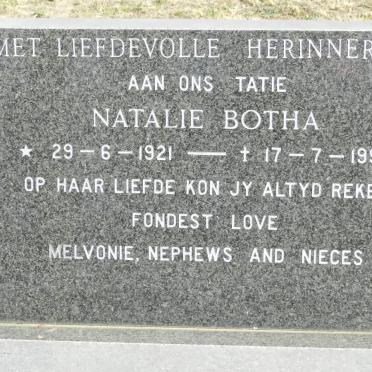 MET LIEFDEVOLLE HERINNER
AAN ONS TATIE
NATALIE BOTHA
★ 29-6-1921 — † 17-7-199
OP HAAR LIEFDE KON JY ALTYD REKE
FONDEST LOVE
MELVONIE, NEPHEWS AND NIECES